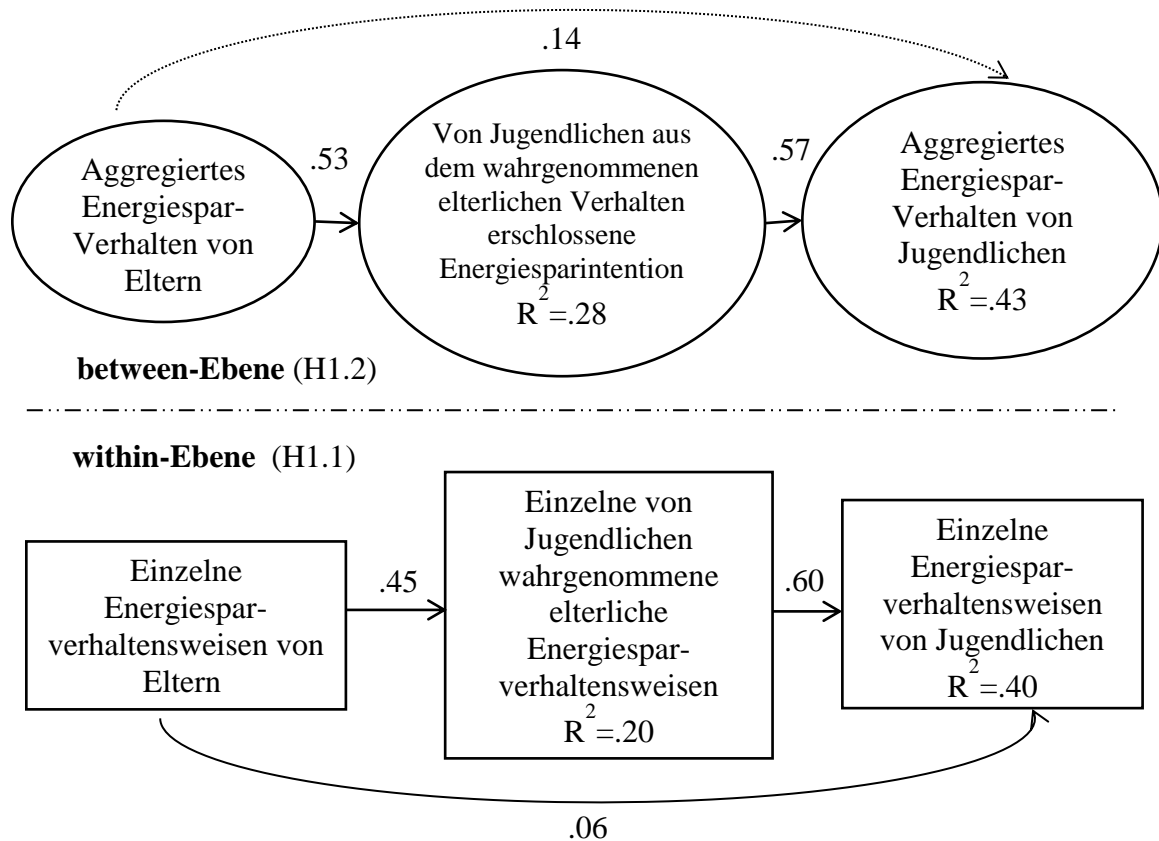 .14
Aggregiertes
Energiespar-
Verhalten von
Eltern
.53
Von Jugendlichen aus
dem wahrgenommenen
elterlichen Verhalten
erschlossene
Energiesparintention
R²=.28
.57
Aggregiertes
Energiespar-
Verhalten von
Jugendlichen
R²=.43
between-Ebene (H1.2)
within-Ebene (H1.1)
Einzelne
Energiespar-
verhaltensweisen von
Eltern
.45
Einzelne von
Jugendlichen
wahrgenommene
elterliche
Energiespar-
verhaltensweisen
R²=.20
.60
Einzelne
Energiespar-
verhaltensweisen
von Jugendlichen
R²=.40
.06